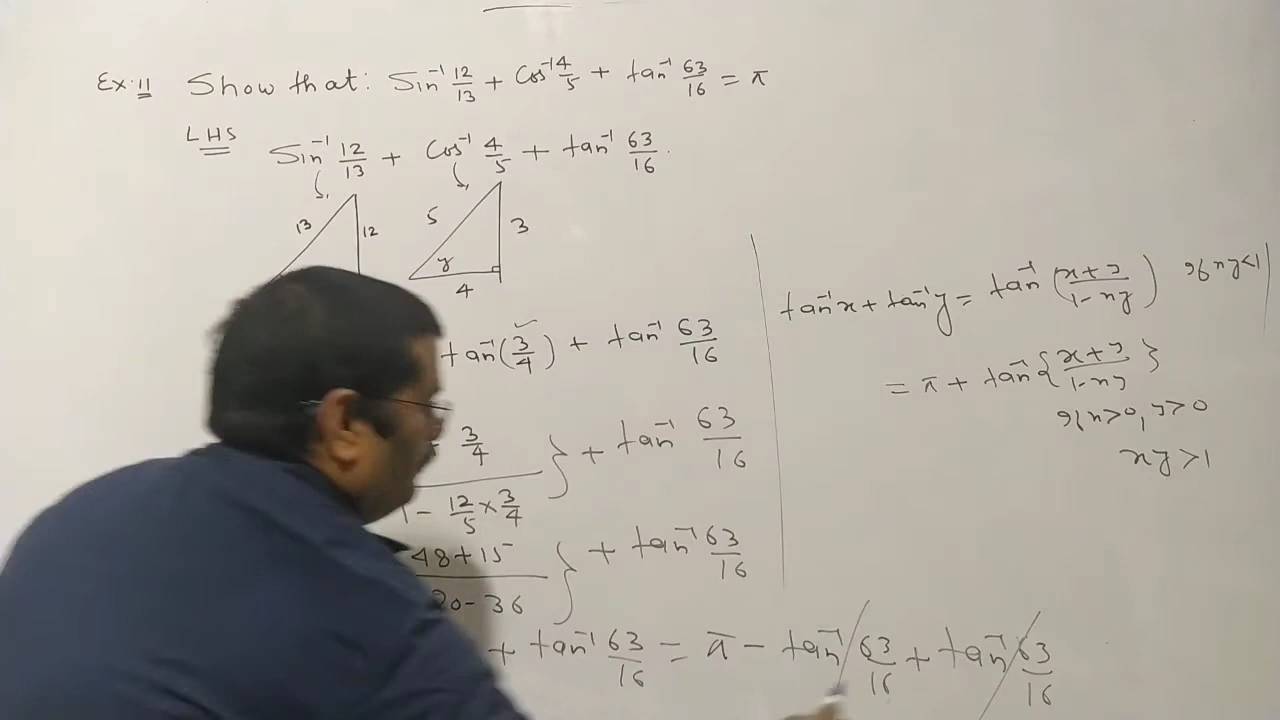 Ex: 11 Show that: Sin⁻¹ 12/13 + Cos⁻¹ 4/5 + tan⁻¹ 63/16 = π
LHS
Sin⁻¹ 12/13 + Cos⁻¹ 4/5 + tan⁻¹ 63/16.
13 12
5 3
4
tan⁻¹(3/4) + tan⁻¹ 63/16
3/4 } + tan⁻¹ 63/16
1 - 12/5 × 3/4
48 + 15 } + tan⁻¹ 63/16
20 - 36
+ tan⁻¹ 63/16 = π - tan⁻¹ 63/16 + tan⁻¹ 63/16
tan⁻¹x + tan⁻¹y = tan⁻¹ (x+y / 1-xy) if xy<1
= π + tan⁻¹ {x+y / 1-xy}
if x>0, y>0
xy>1